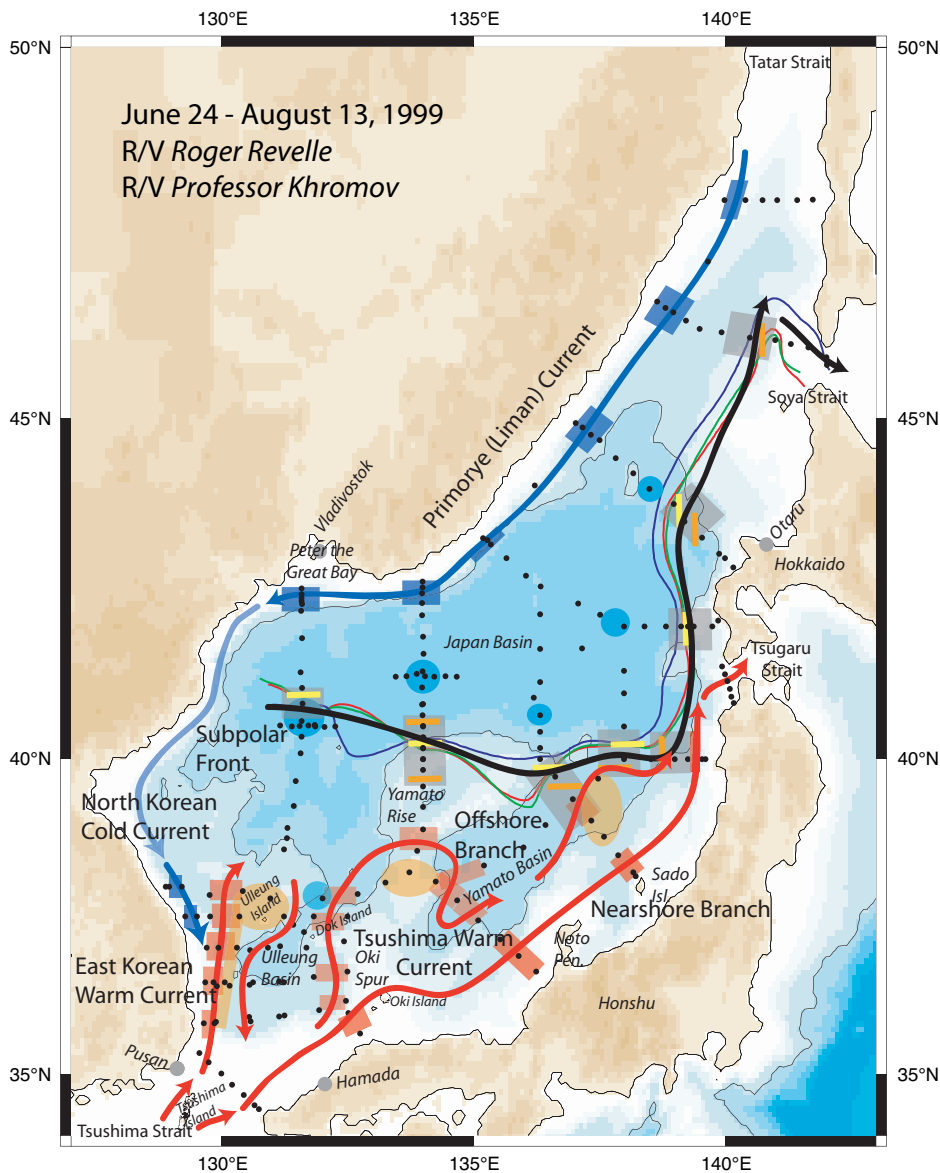 130°E
135°E
140°E
50°N
50°N
Tatar Strait
June 24 - August 13, 1999
R/V Roger Revelle
R/V Professor Khromov
Primorye (Liman) Current
Soya Strait
45°N
45°N
Vladivostok
Peter the
Great Bay
Otaru
Hokkaido
Japan Basin
Tsugaru
Strait
Subpolar
Front
40°N
40°N
North Korean
Cold Current
Yamato
Rise
Offshore
Branch
Yamato Basin
Sado
Isl.
Nearshore Branch
Ulleung
Island
Dok Island
Tsushima Warm
Current
Noto
Pen.
East Korean
Warm Current
Ulleung
Basin
Oki
Spur
Oki Island
Honshu
Pusan
Hamada
35°N
35°N
Tsushima
Island
Tsushima Strait
130°E
135°E
140°E